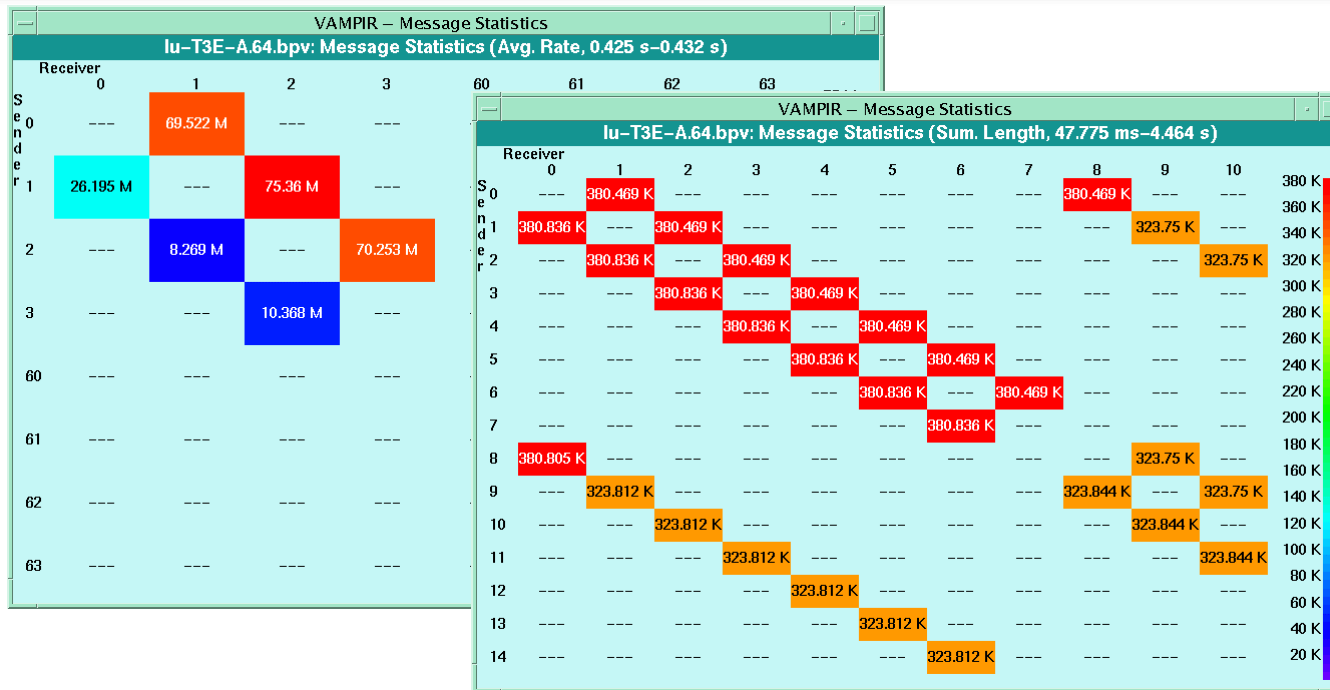 VAMPIR – Message Statistics
lu–T3E–A.64.bpv: Message Statistics (Avg. Rate, 0.425 s–0.432 s)
Receiver
0 1 2 3 60 61 62 63
Sender
0 --- 69.522 M --- ---
1 26.195 M --- 75.36 M ---
2 --- 8.269 M --- 70.253 M
3 --- --- 10.368 M ---
60 --- --- --- ---
61 --- --- --- ---
62 --- --- --- ---
63 --- --- --- ---
VAMPIR – Message Statistics
lu–T3E–A.64.bpv: Message Statistics (Sum. Length, 47.775 ms–4.464 s)
Receiver
0 1 2 3 4 5 6 7 8 9 10
Sender
0 --- 380.469 K --- --- --- --- --- --- 380.469 K --- ---
1 380.836 K --- 380.469 K --- --- --- --- --- --- 323.75 K ---
2 --- 380.836 K --- 380.469 K --- --- --- --- --- --- 323.75 K
3 --- --- 380.836 K --- 380.469 K --- --- --- --- --- ---
4 --- --- --- 380.836 K --- 380.469 K --- --- --- --- ---
5 --- --- --- --- 380.836 K --- 380.469 K --- --- --- ---
6 --- --- --- --- --- 380.836 K --- 380.469 K --- --- ---
7 --- --- --- --- --- --- 380.836 K --- --- --- ---
8 380.805 K --- --- --- --- --- --- --- --- 323.75 K ---
9 --- 323.812 K --- --- --- --- --- --- 323.844 K --- 323.75 K
10 --- --- 323.812 K --- --- --- --- --- --- 323.844 K ---
11 --- --- --- 323.812 K --- --- --- --- --- --- 323.844 K
12 --- --- --- --- 323.812 K --- --- --- --- --- ---
13 --- --- --- --- --- 323.812 K --- --- --- --- ---
14 --- --- --- --- --- --- 323.812 K --- --- --- ---
380 K
360 K
340 K
320 K
300 K
280 K
260 K
240 K
220 K
200 K
180 K
160 K
140 K
120 K
100 K
80 K
60 K
40 K
20 K